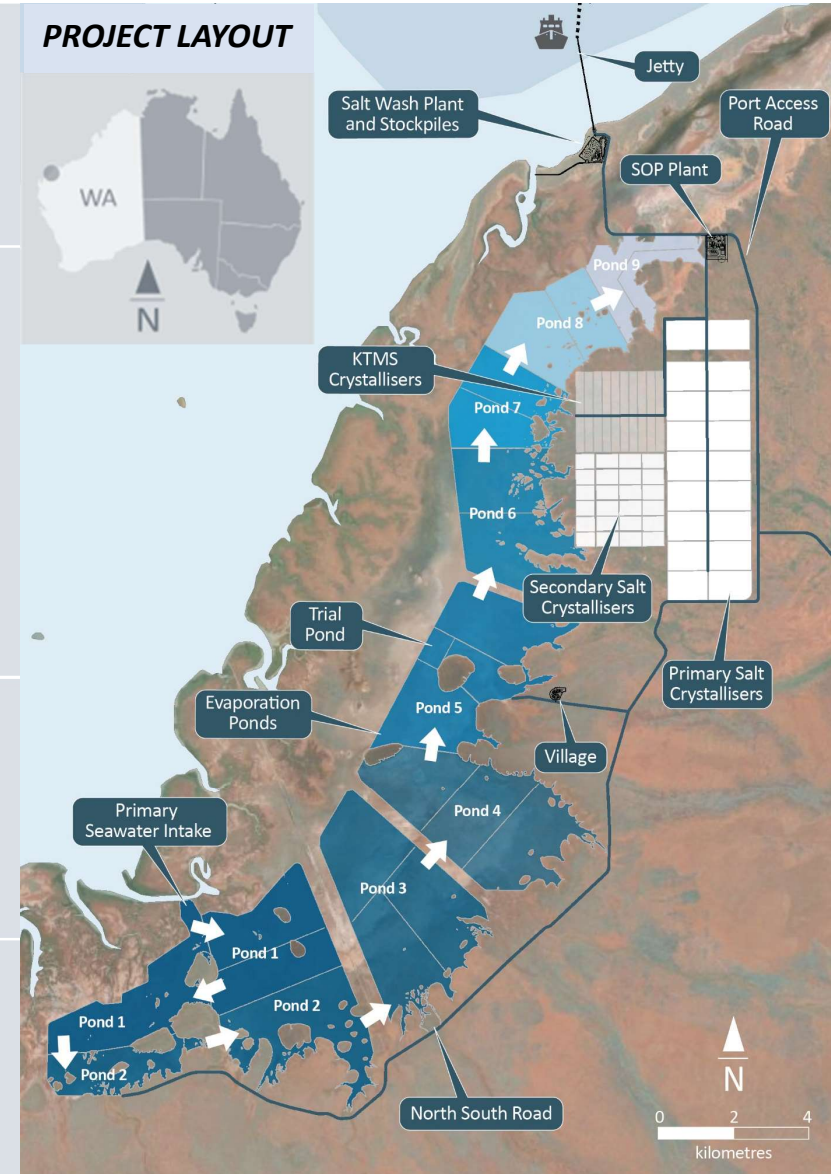 PROJECT LAYOUT
WA
N
Jetty
Salt Wash Plant
and Stockpiles
Port Access
Road
SOP Plant
Pond 9
Pond 8
KTMS
Crystallisers
Pond 7
Pond 6
Secondary Salt
Crystallisers
Trial
Pond
Primary Salt
Crystallisers
Evaporation
Ponds
Pond 5
Village
Primary
Seawater Intake
Pond 4
Pond 3
Pond 1
Pond 2
Pond 1
Pond 2
North South Road
N
0 2 4
kilometres